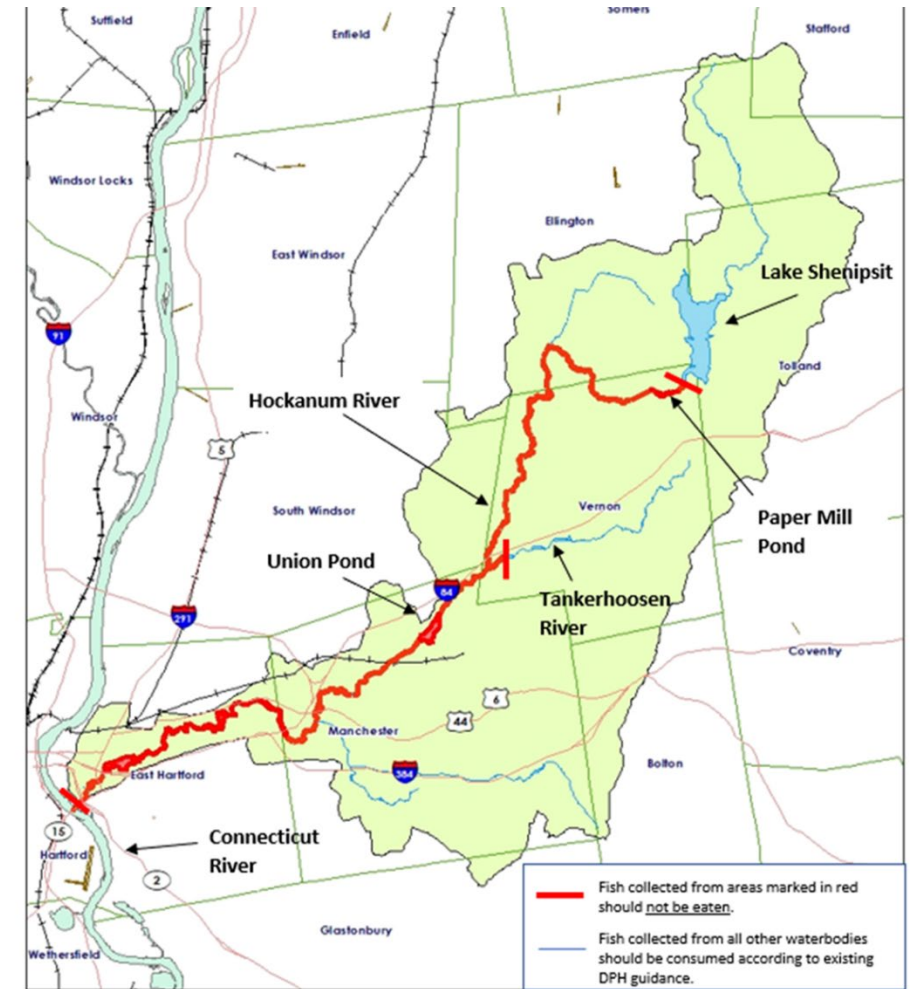 Suffield
Enfield
Somers
Stafford
Windsor Locks
Ellington
East Windsor
Lake Shenipsit
91
Tolland
Hockanum River
Windsor
5
South Windsor
Vernon
Paper Mill
Pond
Union Pond
84
Tankerhoosen
River
291
Coventry
6
44
Manchester
East Hartford
384
Bolton
15
Connecticut
River
Hartford
2
Fish collected from areas marked in red
should not be eaten.
Glastonbury
Fish collected from all other waterbodies
should be consumed according to existing
DPH guidance.
Wethersfield